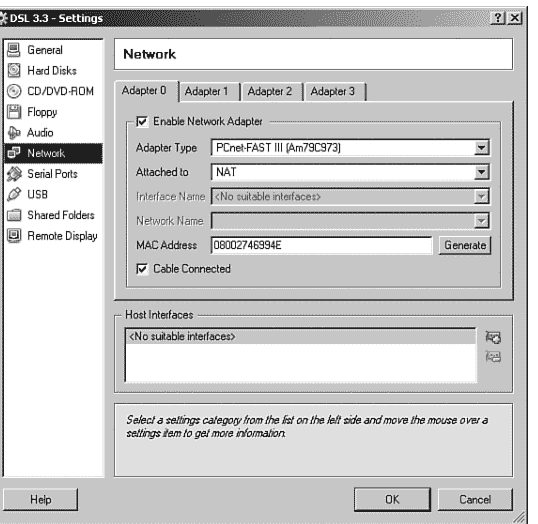 DSL 3.3 - Settings
General
Hard Disks
CD/DVD-ROM
Floppy
Audio
Network
Serial Ports
USB
Shared Folders
Remote Display
Network
Adapter 0 Adapter 1 Adapter 2 Adapter 3
Enable Network Adapter
Adapter Type PCnet-FAST III (Am79C973)
Attached to NAT
Interface Name <No suitable interfaces>
Network Name
MAC Address 08002746994E Generate
Cable Connected
Host Interfaces
<No suitable interfaces>
Select a settings category from the list on the left side and move the mouse over a
settings item to get more information.
Help OK Cancel